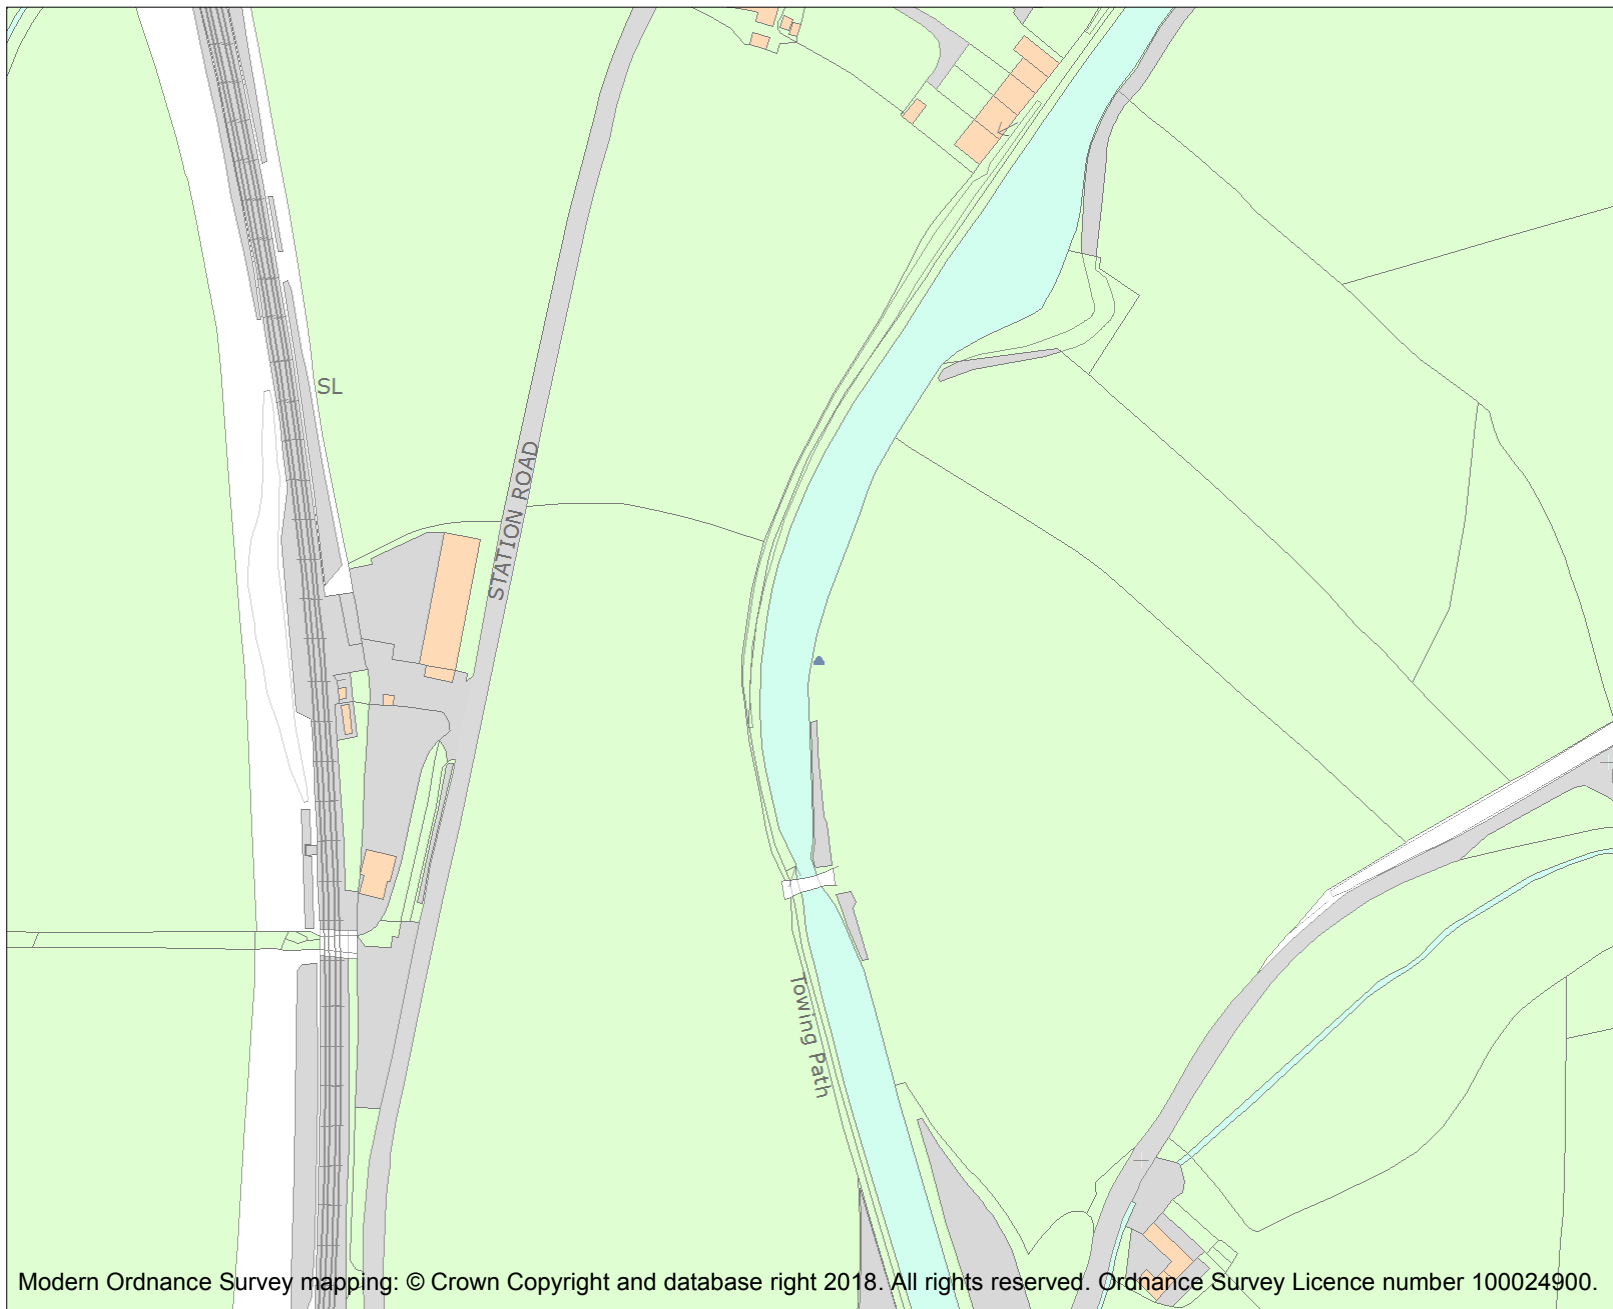 SL
STATION ROAD
Towing Path
Modern Ordnance Survey mapping: © Crown Copyright and database right 2018. All rights reserved. Ordnance Survey Licence number 100024900.